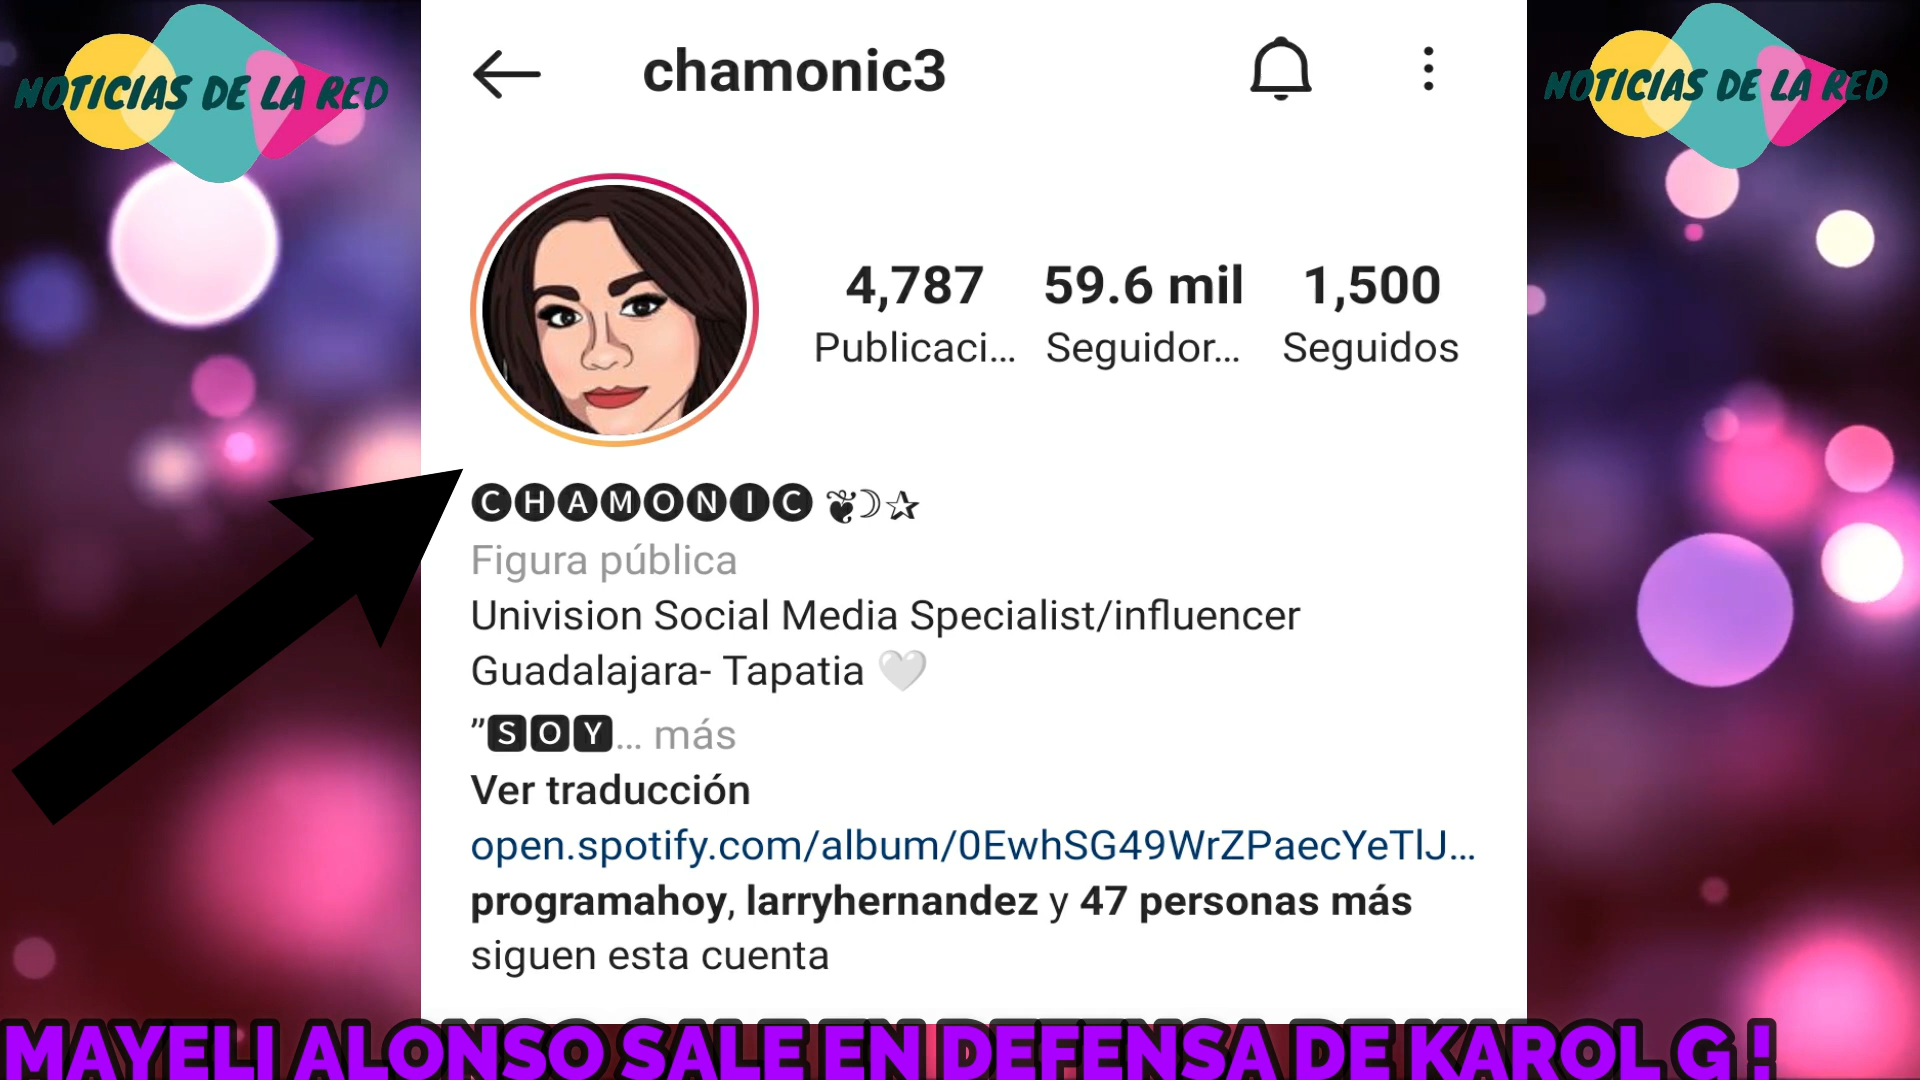 NOTICIAS DE LA RED
NOTICIAS DE LA RED
chamonic3
4,787 59.6 mil 1,500
Publicaci... Seguidor... Seguidos
🅒🅗🅐🅜🅞🅝🅘🅒 ❦☽✰
Figura pública
Univision Social Media Specialist/influencer
Guadalajara- Tapatia 🤍
”🆂🅾🆈... más
Ver traducción
open.spotify.com/album/0EwhSG49WrZPaecYeTlJ...
programahoy, larryhernandez y 47 personas más
siguen esta cuenta
MAYELI ALONSO SALE EN DEFENSA DE KAROL G !